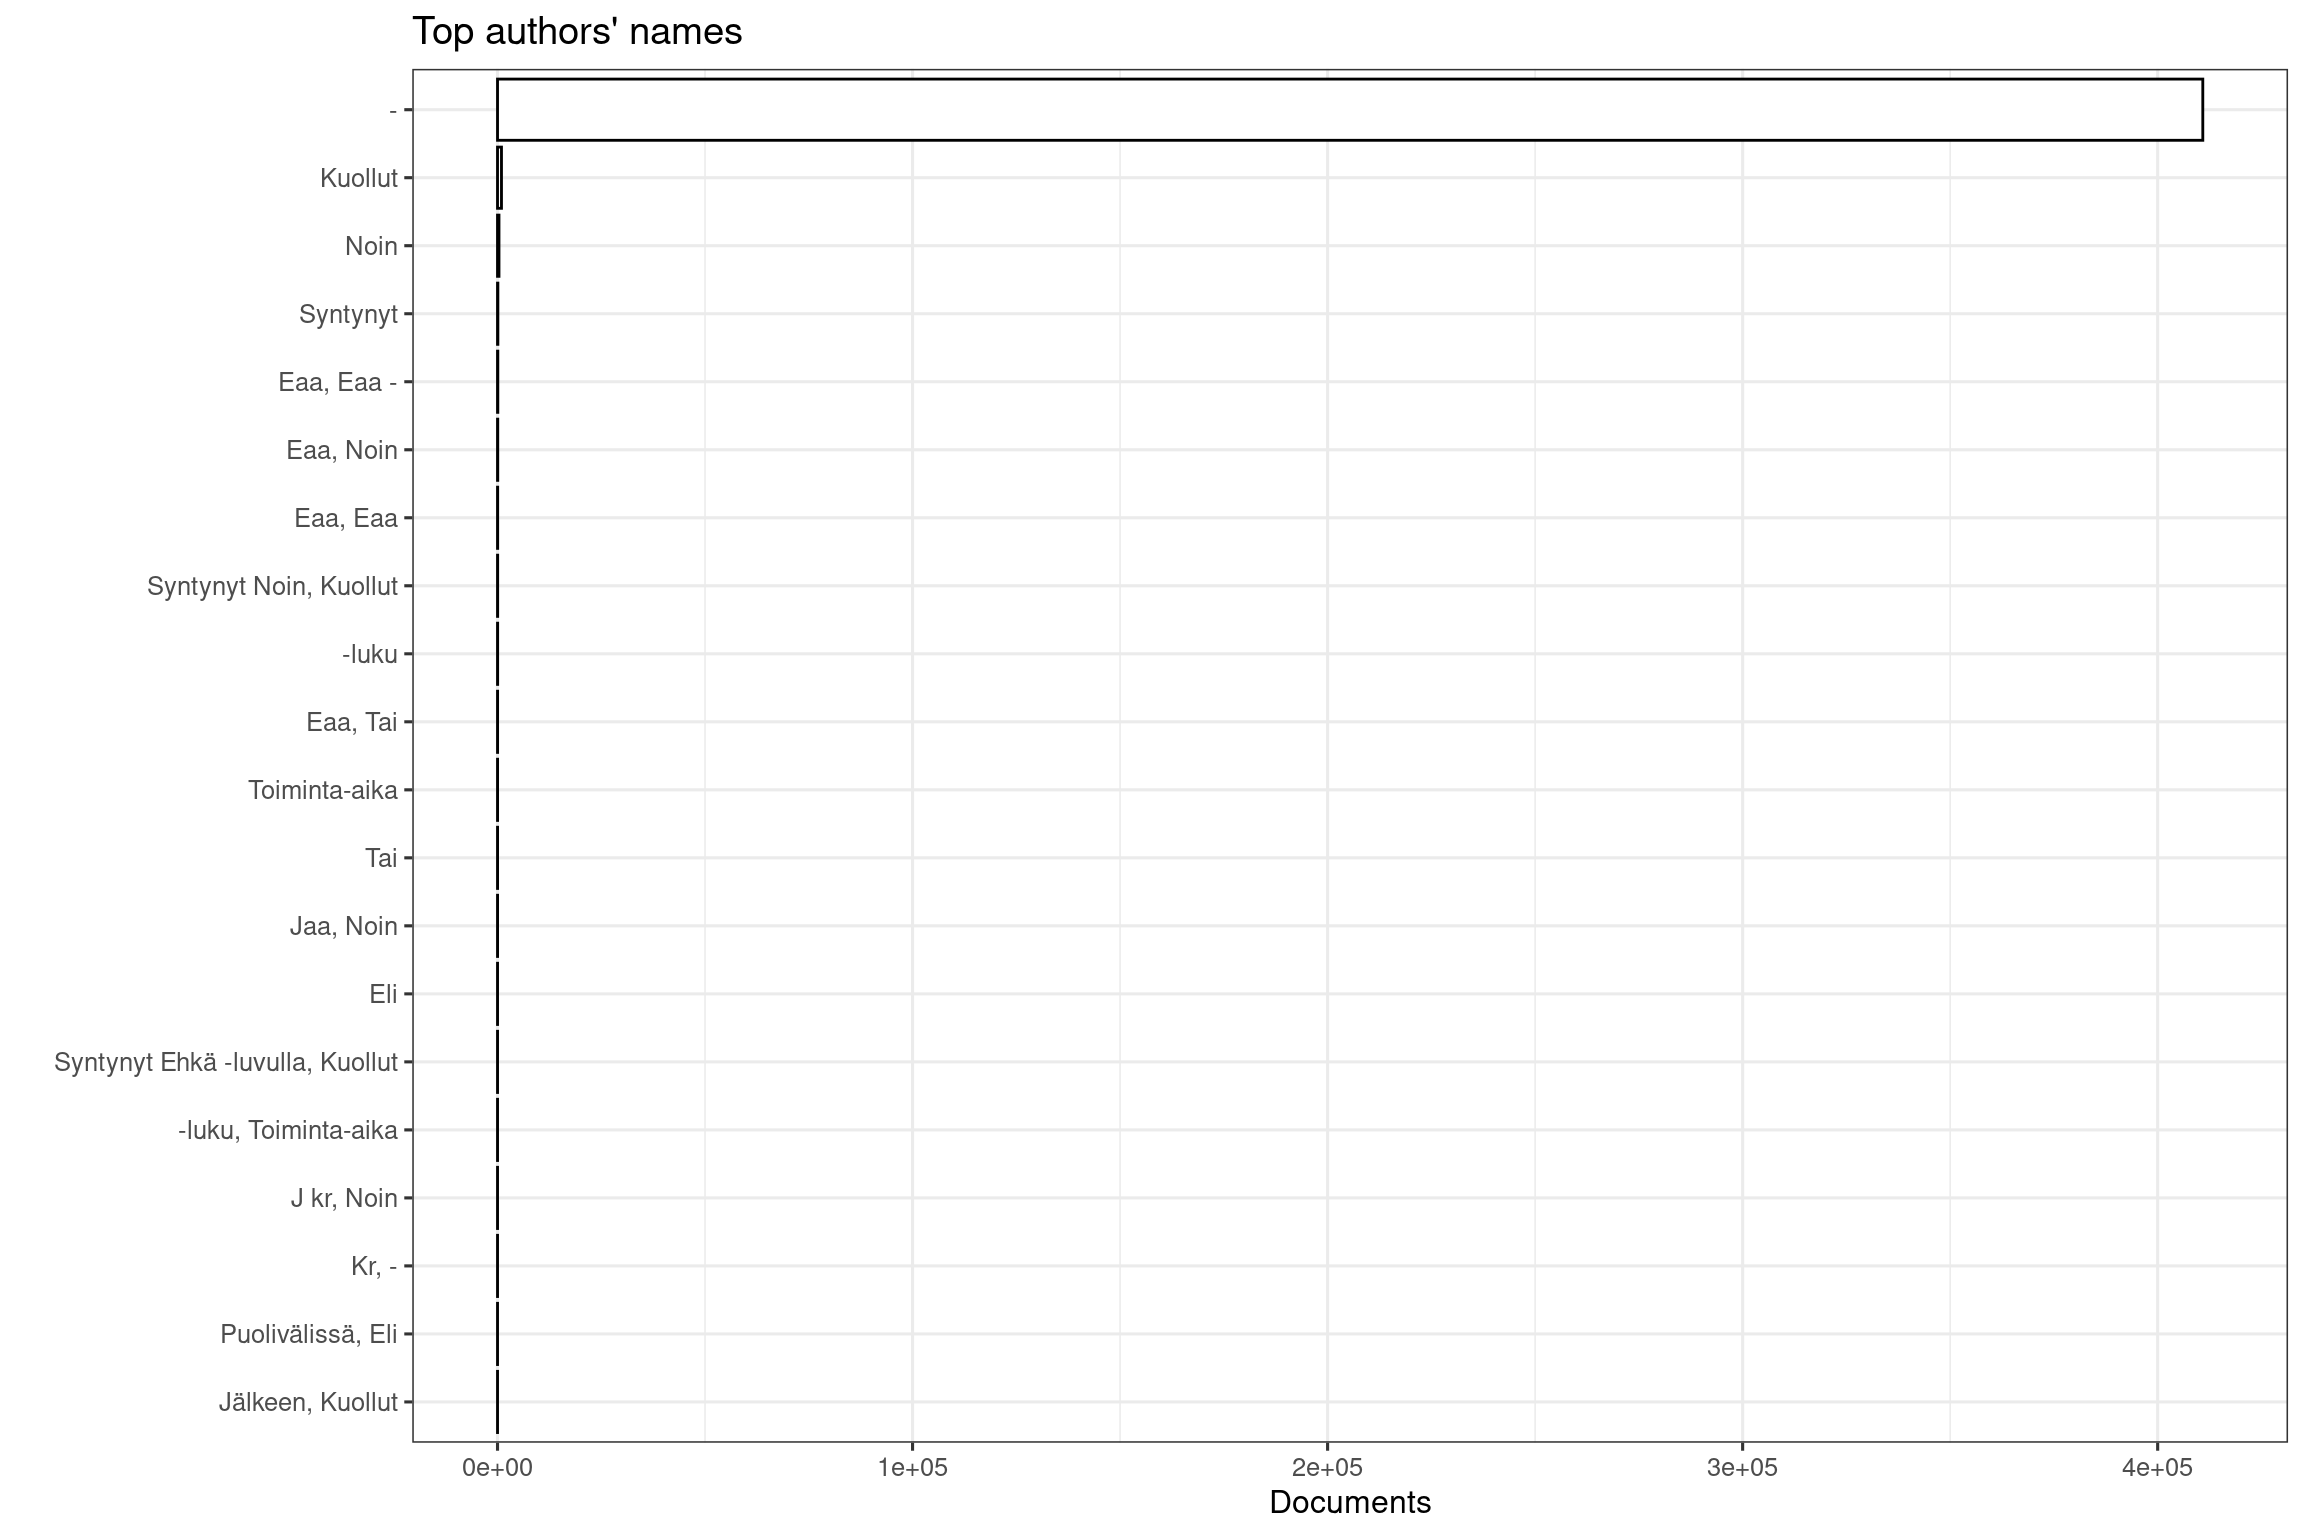 Top authors' names
-
Kuollut
Noin
Syntynyt
Eaa, Eaa -
Eaa, Noin
Eaa, Eaa
Syntynyt Noin, Kuollut
-luku
Eaa, Tai
Toiminta-aika
Tai
Jaa, Noin
Eli
Syntynyt Ehkä -luvulla, Kuollut
-luku, Toiminta-aika
J kr, Noin
Kr, -
Puolivälissä, Eli
Jälkeen, Kuollut
0e+00 1e+05 2e+05 3e+05 4e+05
Documents